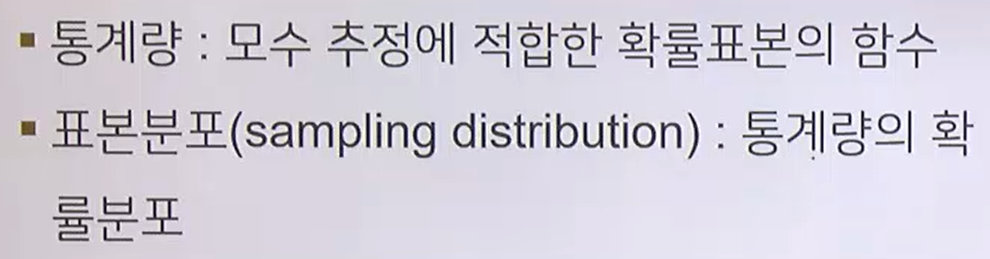 ▪ 통계량 : 모수 추정에 적합한 확률표본의 함수
▪ 표본분포(sampling distribution) : 통계량의 확
률분포